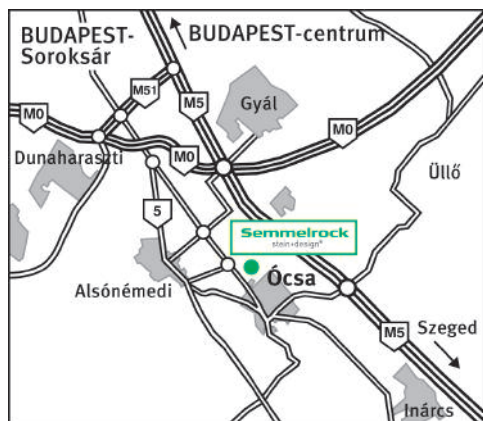 BUDAPEST-
Soroksár
BUDAPEST-centrum
M51
M5
Gyál
M0
M0
M0
Dunaharaszti
Üllő
5
Semmelrock
stein+design®
Alsónémedi
Ócsa
M5
Szeged
Inárcs